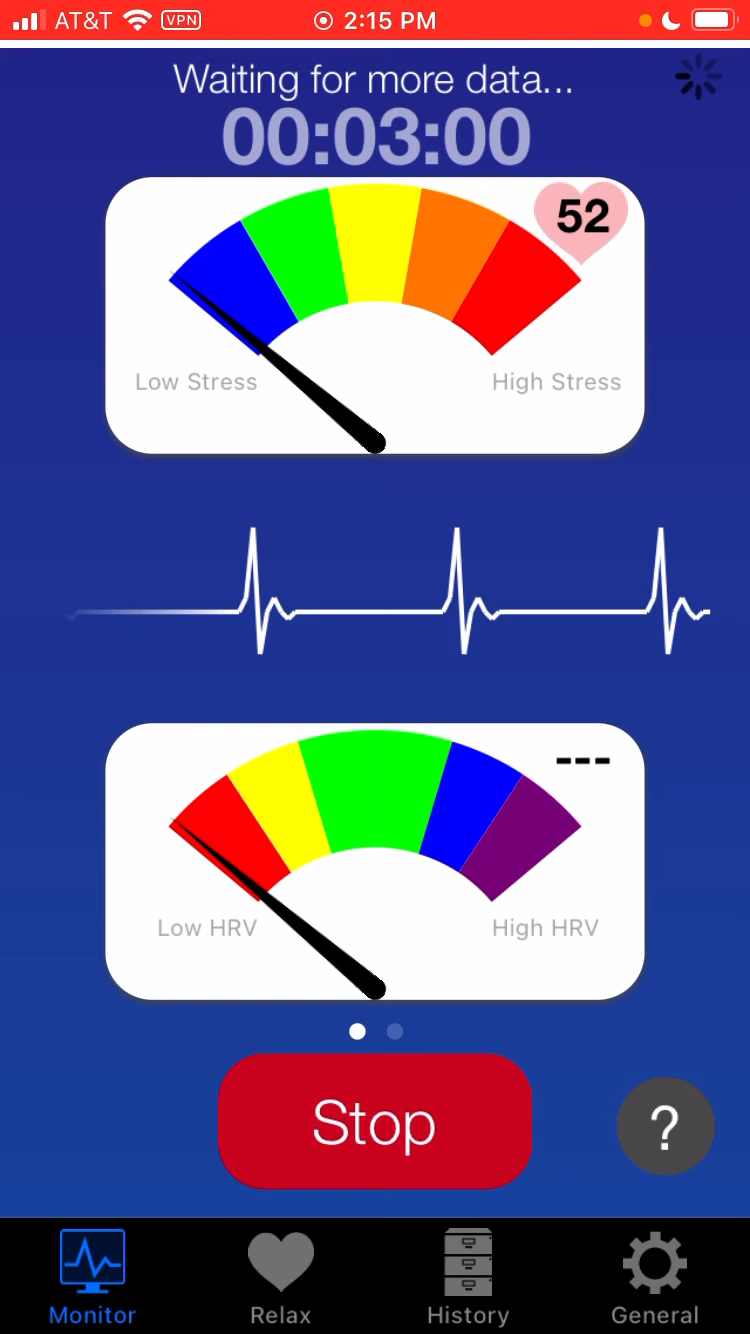 AT&T VPN 2:15 PM
Waiting for more data...
00:03:00
52
Low Stress High Stress
---
Low HRV High HRV
Stop
?
Monitor Relax History General